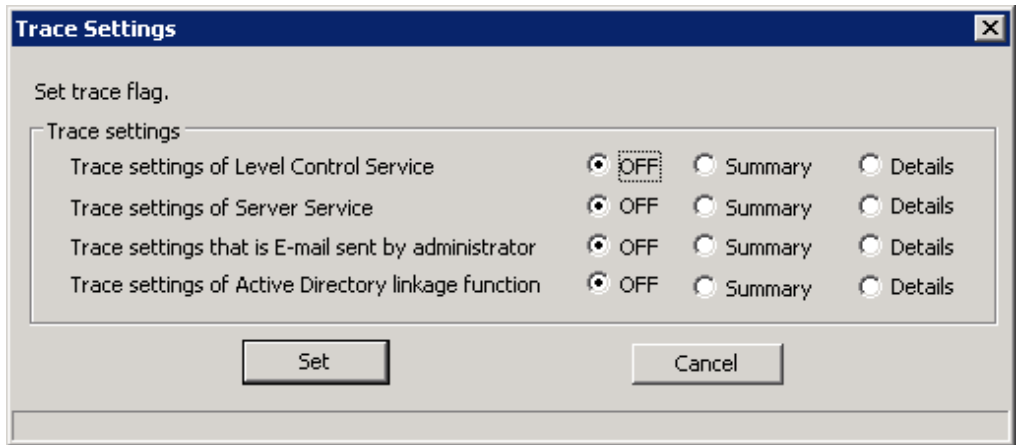 Trace Settings
Set trace flag.
Trace settings
Trace settings of Level Control Service OFF Summary Details
Trace settings of Server Service OFF Summary Details
Trace settings that is E-mail sent by administrator OFF Summary Details
Trace settings of Active Directory linkage function OFF Summary Details
Set Cancel